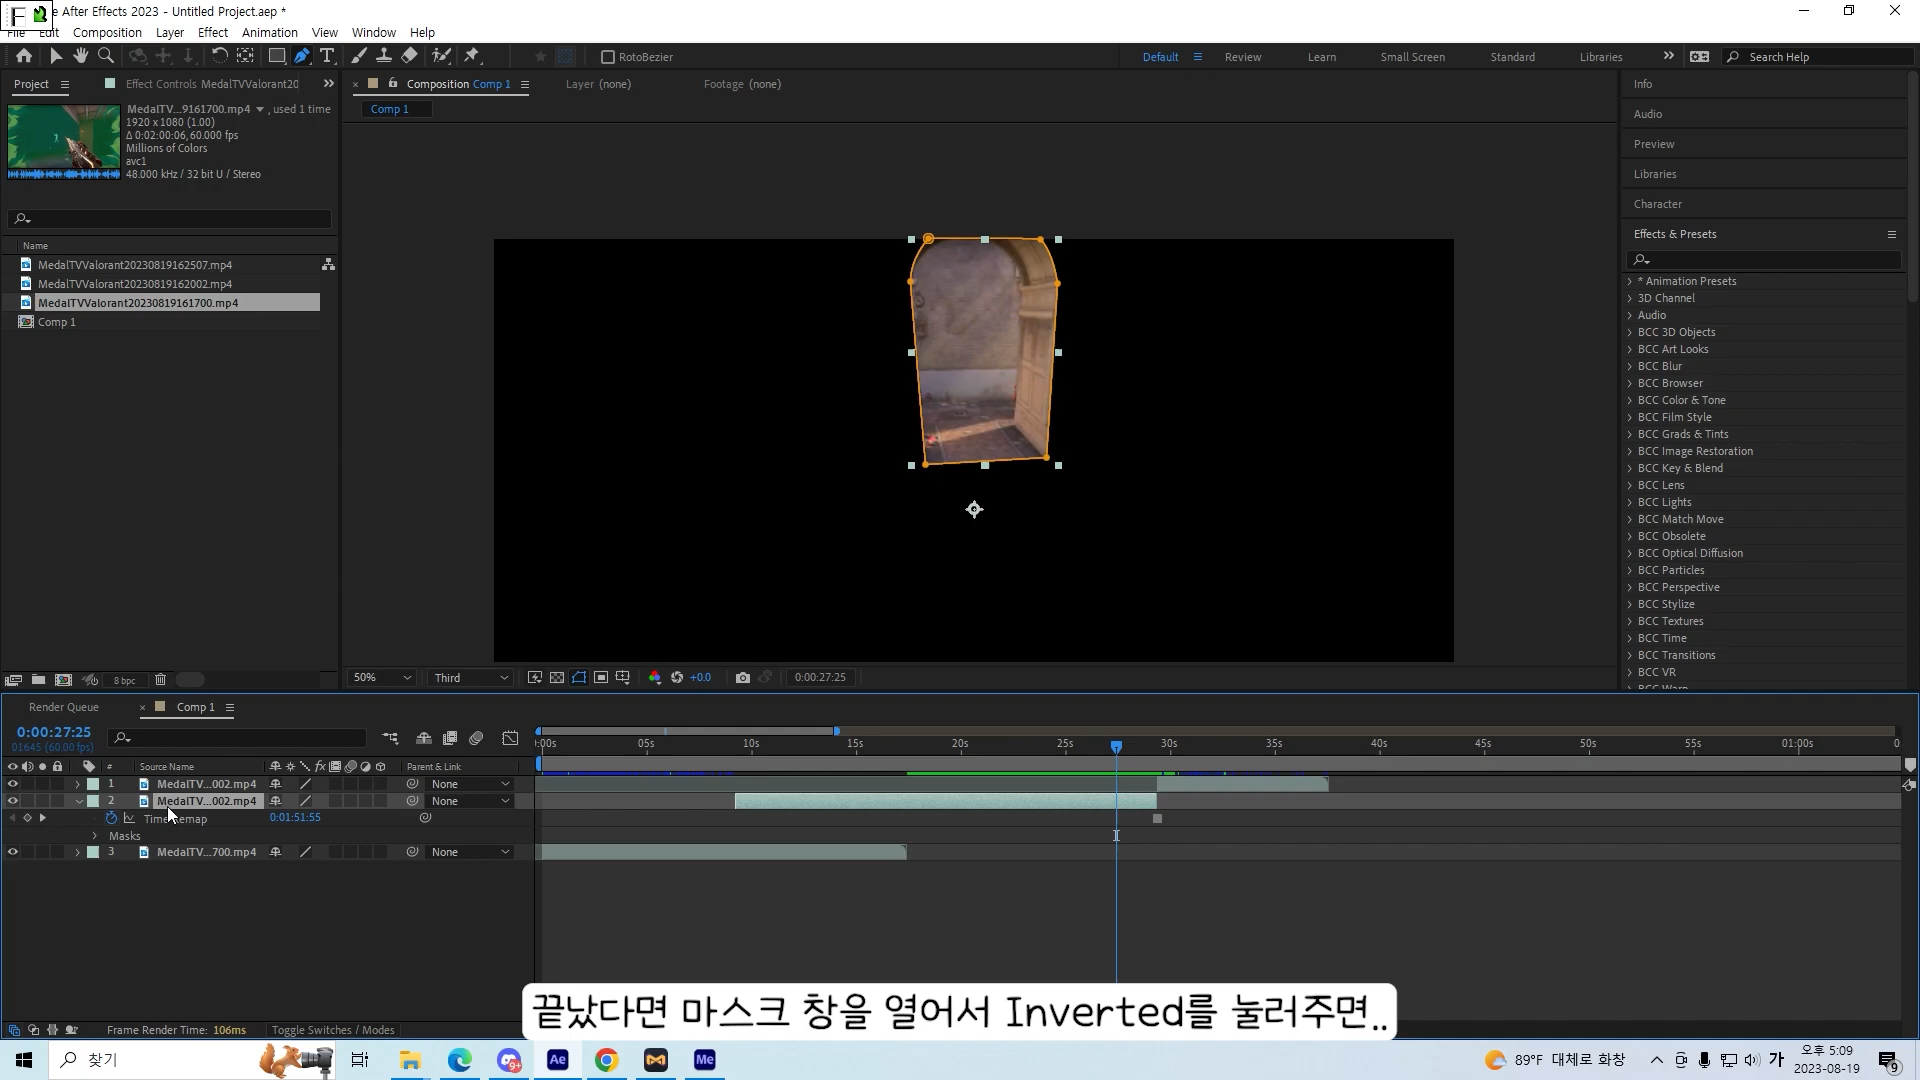 F
e After Effects 2023 - Untitled Project.aep *
File Edit Composition Layer Effect Animation View Window Help
RotoBezier
Default
Review
Learn
Small Screen
Standard
Libraries
Search Help
Project
Effect Controls MedalTVValorant20
Composition Comp 1
Layer (none)
Footage (none)
Comp 1
MedalTV...9161700.mp4 , used 1 time
1920 x 1080 (1.00)
Δ 0:02:00:06, 60.000 fps
Millions of Colors
avc1
48.000 kHz / 32 bit U / Stereo
Name
MedalTVValorant20230819162507.mp4
MedalTVValorant20230819162002.mp4
MedalTVValorant20230819161700.mp4
Comp 1
8 bpc
50%
Third
+0.0
0:00:27:25
Info
Audio
Preview
Libraries
Character
Effects & Presets
* Animation Presets
3D Channel
Audio
BCC 3D Objects
BCC Art Looks
BCC Blur
BCC Browser
BCC Color & Tone
BCC Film Style
BCC Grads & Tints
BCC Image Restoration
BCC Key & Blend
BCC Lens
BCC Lights
BCC Match Move
BCC Obsolete
BCC Optical Diffusion
BCC Particles
BCC Perspective
BCC Stylize
BCC Textures
BCC Time
BCC Transitions
BCC VR
BCC Warp
Render Queue
Comp 1
0:00:27:25
01645 (60.00 fps)
:00s 05s 10s 15s 20s 25s 30s 35s 40s 45s 50s 55s 01:00s 0
# Source Name Parent & Link
1 MedalTV...002.mp4 None
2 MedalTV...002.mp4 None
Time Remap 0:01:51:55
Masks
3 MedalTV...700.mp4 None
끝났다면 마스크 창을 열어서 Inverted를 눌러주면..
Frame Render Time: 106ms
Toggle Switches / Modes
찾기
9+
Ae
Me
89°F 대체로 화창
가
오후 5:09
2023-08-19
9